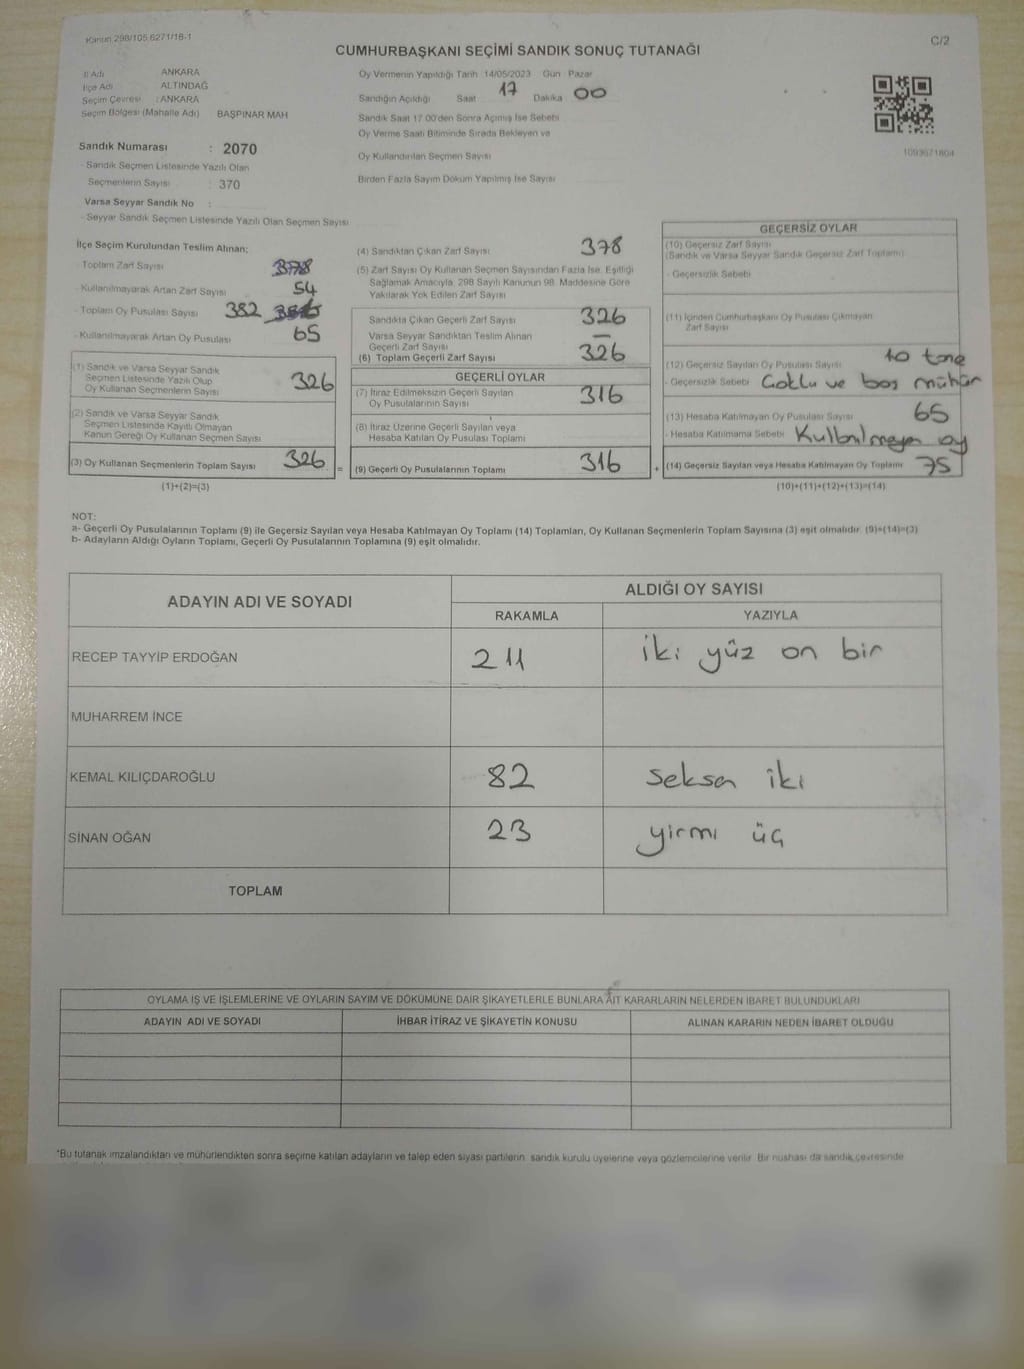 Kanun 298/105,6271/18-1
C/2
CUMHURBAŞKANI SEÇİMİ SANDIK SONUÇ TUTANAĞI
İl Adı ANKARA
İlçe Adı ALTINDAĞ
Seçim Çevresi : ANKARA
Seçim Bölgesi (Mahalle Adı) BAŞPINAR MAH
Sandık Numarası : 2070
- Sandık Seçmen Listesinde Yazılı Olan
Seçmenlerin Sayısı : 370
Varsa Seyyar Sandık No :
- Seyyar Sandık Seçmen Listesinde Yazılı Olan Seçmen Sayısı
Oy Vermenin Yapıldığı Tarih 14/05/2023 Gün Pazar
Sandığın Açıldığı Saat 17 Dakika 00
Sandık Saat 17.00'den Sonra Açılmış İse Sebebi
Oy Verme Saati Bitiminde Sırada Bekleyen ve
Oy Kullandırılan Seçmen Sayısı
Birden Fazla Sayım Döküm Yapılmış İse Sayısı
1093671804
İlçe Seçim Kurulundan Teslim Alınan;
- Toplam Zarf Sayısı 378
- Kullanılmayarak Artan Zarf Sayısı 54
- Toplam Oy Pusulası Sayısı 382
- Kullanılmayarak Artan Oy Pusulası 65
(1) Sandık ve Varsa Seyyar Sandık
Seçmen Listesinde Yazılı Olup
Oy Kullanan Seçmenlerin Sayısı 326
(2) Sandık ve Varsa Seyyar Sandık
Seçmen Listesinde Kayıtlı Olmayan
Kanun Gereği Oy Kullanan Seçmen Sayısı
(3) Oy Kullanan Seçmenlerin Toplam Sayısı 326 =
(1)+(2)=(3)
(4) Sandıktan Çıkan Zarf Sayısı 378
(5) Zarf Sayısı Oy Kullanan Seçmen Sayısından Fazla İse, Eşitliği
Sağlamak Amacıyla, 298 Sayılı Kanunun 98. Maddesine Göre
Yakılarak Yok Edilen Zarf Sayısı
Sandıkta Çıkan Geçerli Zarf Sayısı 326
Varsa Seyyar Sandıktan Teslim Alınan
Geçerli Zarf Sayısı —
(6) Toplam Geçerli Zarf Sayısı 326
GEÇERLİ OYLAR
(7) İtiraz Edilmeksizin Geçerli Sayılan
Oy Pusulalarının Sayısı 316
(8) İtiraz Üzerine Geçerli Sayılan veya
Hesaba Katılan Oy Pusulası Toplamı
(9) Geçerli Oy Pusulalarının Toplamı 316 +
GEÇERSİZ OYLAR
(10) Geçersiz Zarf Sayısı
(Sandık ve Varsa Seyyar Sandık Geçersiz Zarf Toplamı)
- Geçersizlik Sebebi
(11) İçinden Cumhurbaşkanı Oy Pusulası Çıkmayan
Zarf Sayısı
(12) Geçersiz Sayılan Oy Pusulası Sayısı 10 tane
- Geçersizlik Sebebi Çoklu ve boş mühür
(13) Hesaba Katılmayan Oy Pusulası Sayısı 65
- Hesaba Katılmama Sebebi Kullanılmayan oy
(14) Geçersiz Sayılan veya Hesaba Katılmayan Oy Toplamı 75
(10)+(11)+(12)+(13)=(14)
NOT:
a- Geçerli Oy Pusulalarının Toplamı (9) ile Geçersiz Sayılan veya Hesaba Katılmayan Oy Toplamı (14) Toplamları, Oy Kullanan Seçmenlerin Toplam Sayısına (3) eşit olmalıdır. (9)+(14)=(3)
b- Adayların Aldığı Oyların Toplamı, Geçerli Oy Pusulalarının Toplamına (9) eşit olmalıdır.
ADAYIN ADI VE SOYADI
ALDIĞI OY SAYISI
RAKAMLA YAZIYLA
RECEP TAYYİP ERDOĞAN 211 iki yüz on bir
MUHARREM İNCE
KEMAL KILIÇDAROĞLU 82 seksen iki
SİNAN OĞAN 23 yirmi üç
TOPLAM
OYLAMA İŞ VE İŞLEMLERİNE VE OYLARIN SAYIM VE DÖKÜMÜNE DAİR ŞİKAYETLERLE BUNLARA AİT KARARLARIN NELERDEN İBARET BULUNDUKLARI
ADAYIN ADI VE SOYADI İHBAR İTİRAZ VE ŞİKAYETİN KONUSU ALINAN KARARIN NEDEN İBARET OLDUĞU
*Bu tutanak imzalandıktan ve mühürlendikten sonra seçime katılan adayların ve talep eden siyasi partilerin, sandık kurulu üyelerine veya gözlemcilerine verilir. Bir nüshası da sandık çevresinde